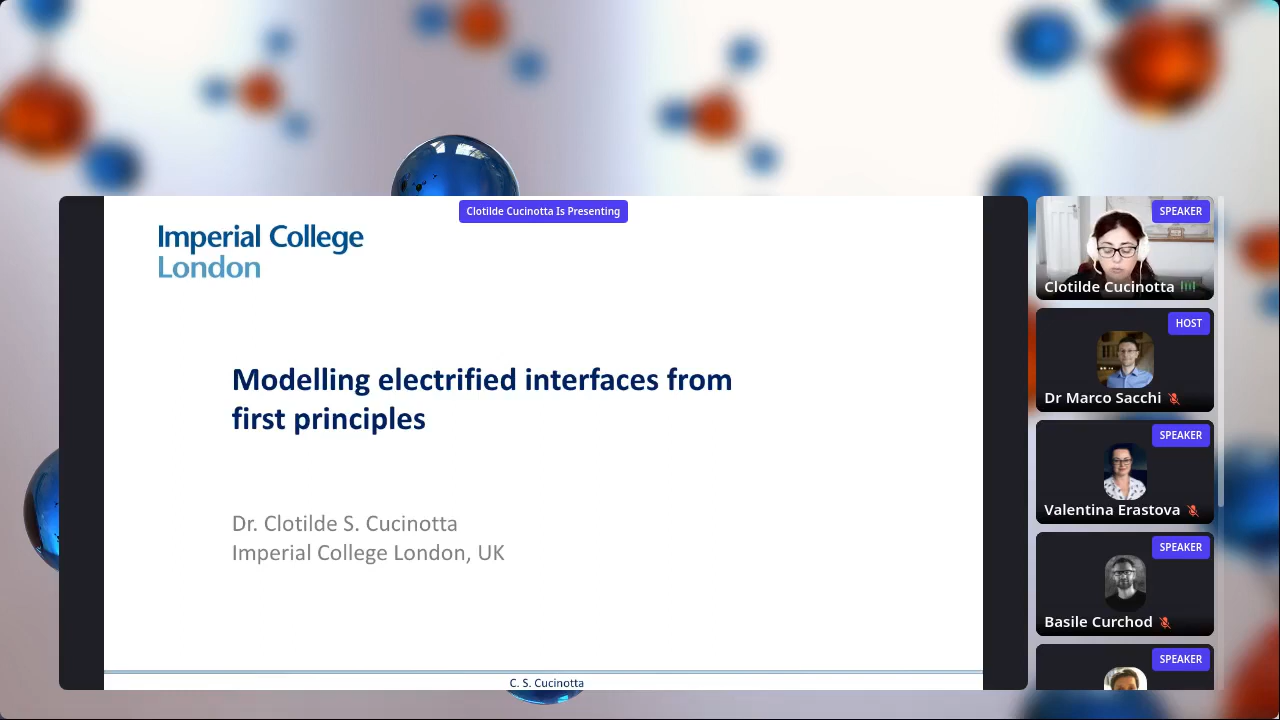 Clotilde Cucinotta Is Presenting
Imperial College
London
Modelling electrified interfaces from
first principles
Dr. Clotilde S. Cucinotta
Imperial College London, UK
C. S. Cucinotta
SPEAKER
Clotilde Cucinotta
HOST
Dr Marco Sacchi
SPEAKER
Valentina Erastova
SPEAKER
Basile Curchod
SPEAKER